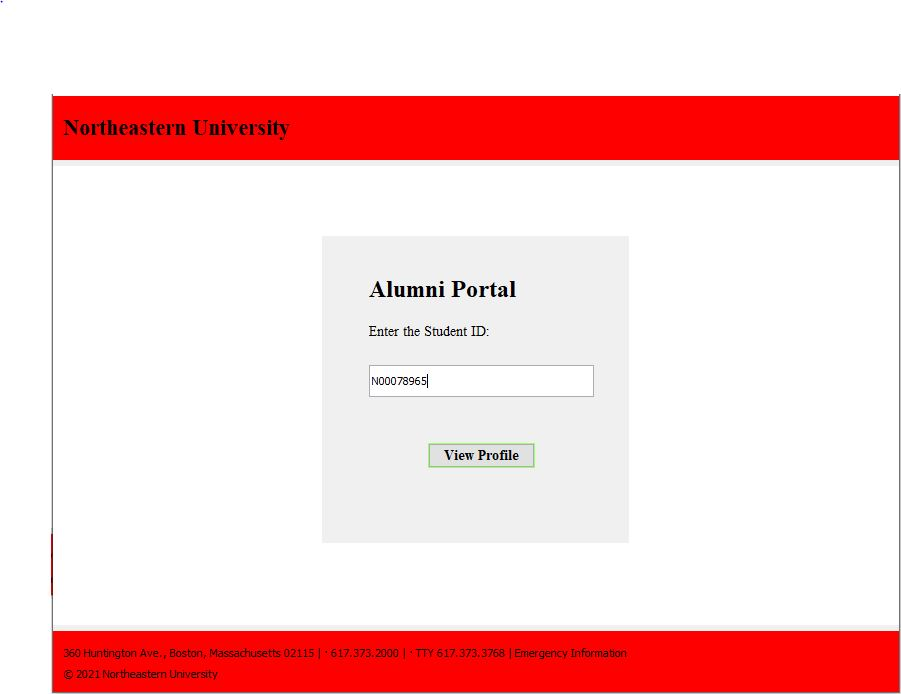 Northeastern University
Alumni Portal
Enter the Student ID:
N00078965
View Profile
360 Huntington Ave., Boston, Massachusetts 02115 | · 617.373.2000 | · TTY 617.373.3768 | Emergency Information
© 2021 Northeastern University